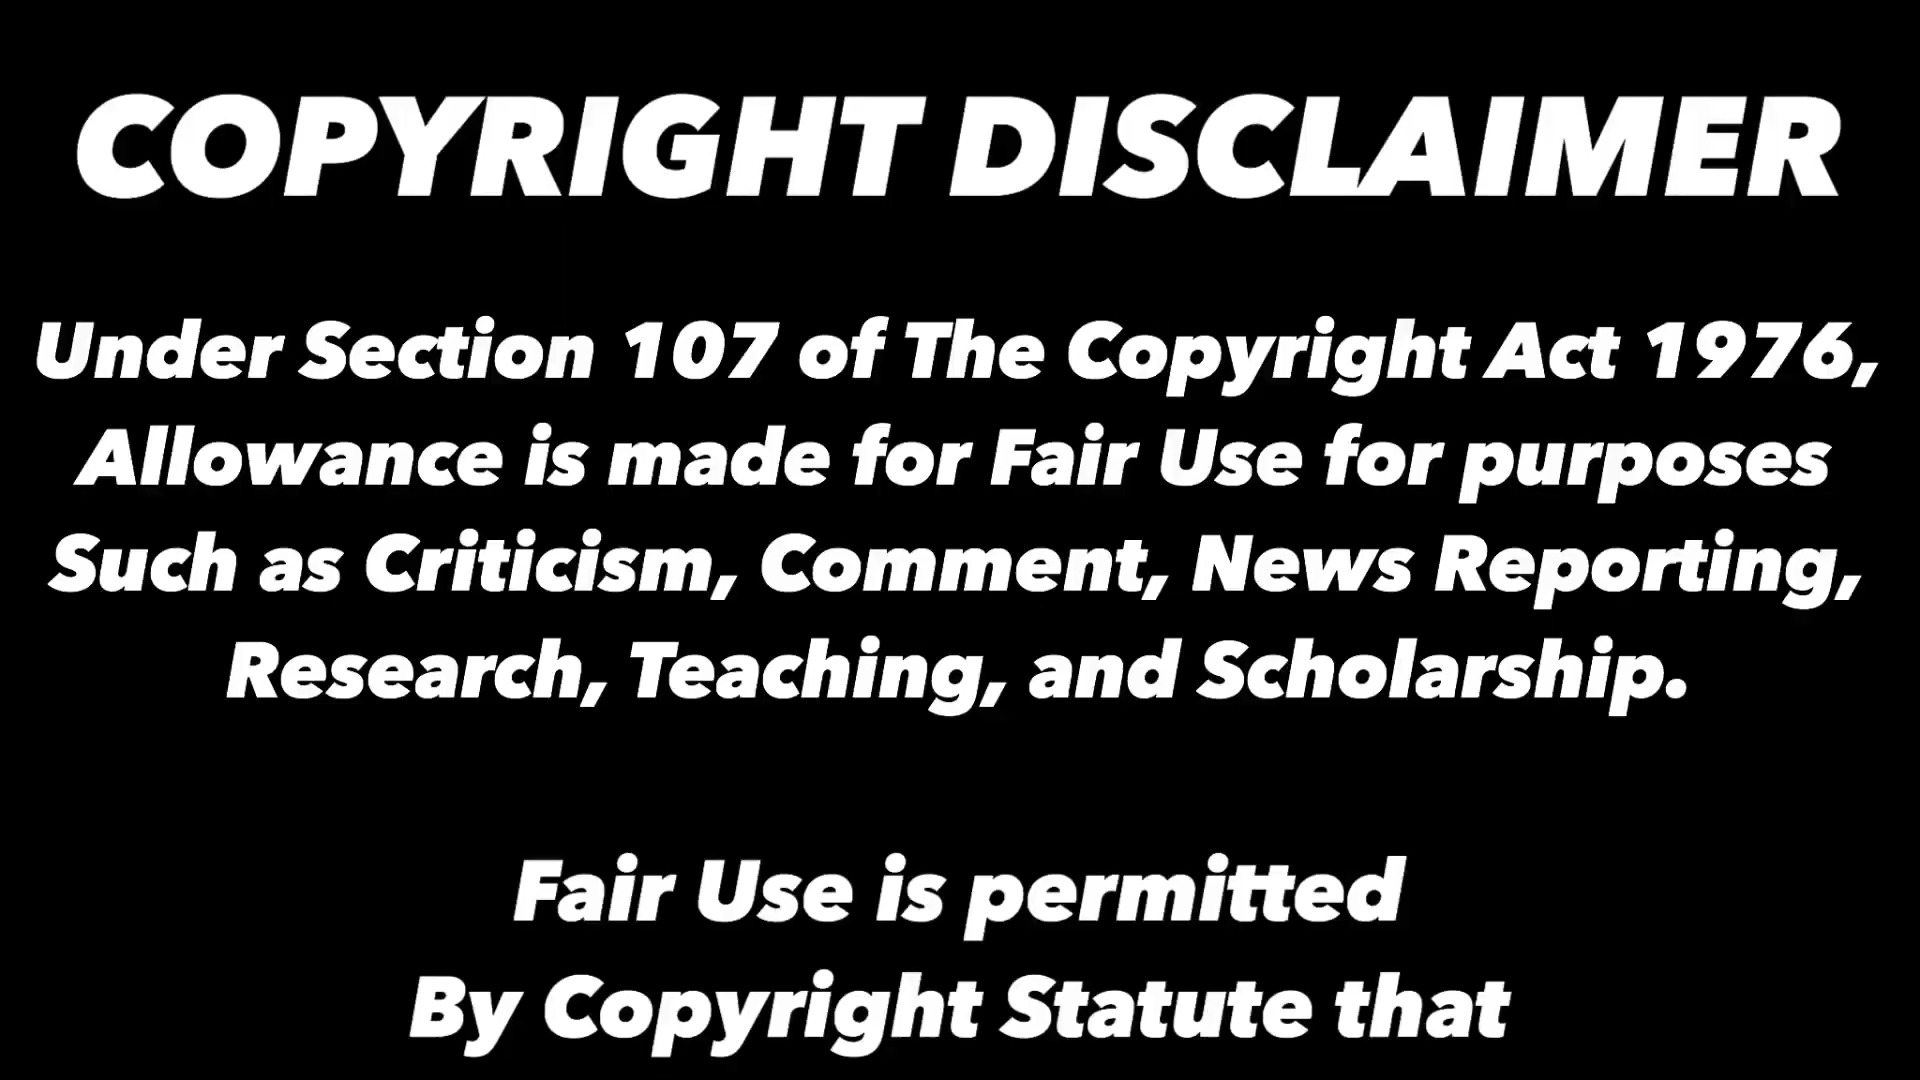 COPYRIGHT DISCLAIMER
Under Section 107 of The Copyright Act 1976,
Allowance is made for Fair Use for purposes
Such as Criticism, Comment, News Reporting,
Research, Teaching, and Scholarship.
Fair Use is permitted
By Copyright Statute that